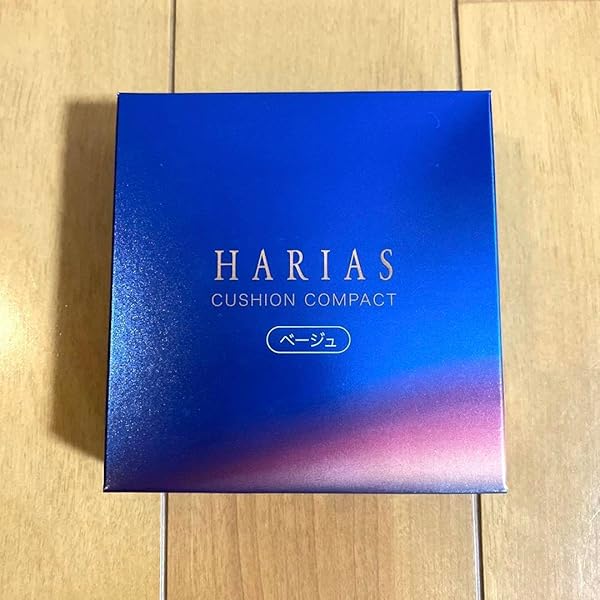 HARIAS
CUSHION COMPACT
ベージュ